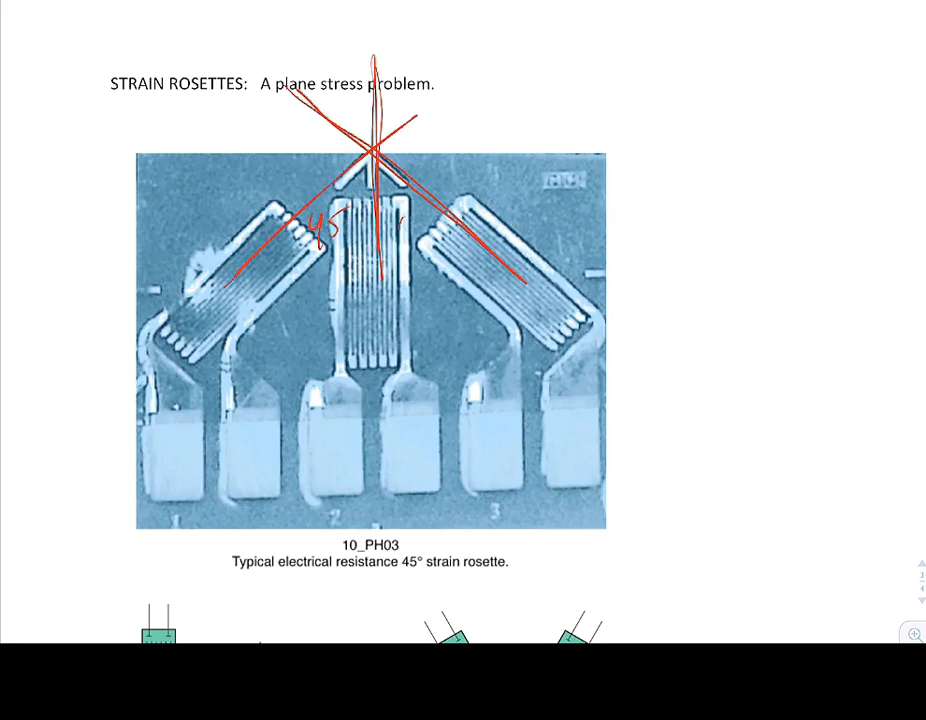 STRAIN ROSETTES: A plane stress problem.
45
1 2 3
10_PH03
Typical electrical resistance 45° strain rosette.